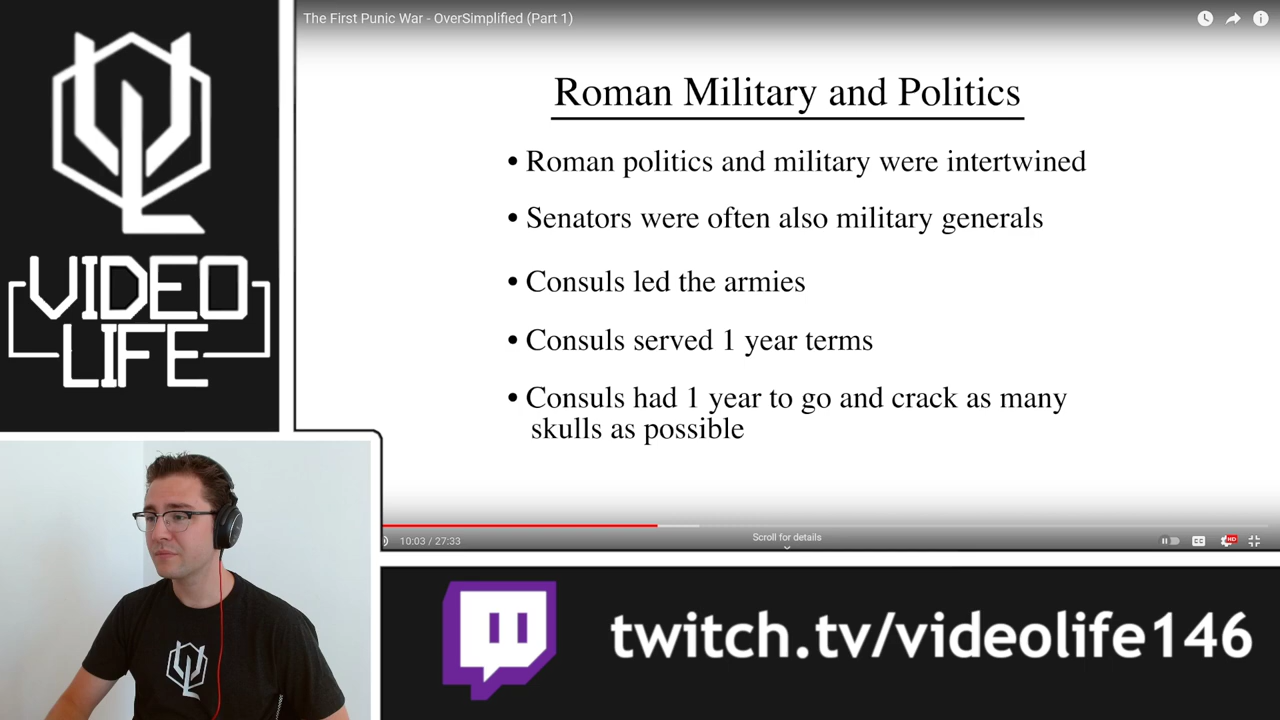 The First Punic War - OverSimplified (Part 1)
Roman Military and Politics
• Roman politics and military were intertwined
• Senators were often also military generals
• Consuls led the armies
• Consuls served 1 year terms
• Consuls had 1 year to go and crack as many
skulls as possible
VIDEO
LIFE
10:03 / 27:33
Scroll for details
CC
HD
twitch.tv/videolife146